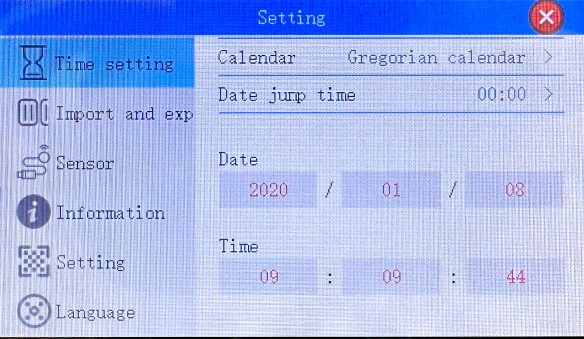 Setting
Time setting
Import and exp
Sensor
Information
Setting
Language
Calendar Gregorian calendar >
Date jump time 00:00 >
Date
2020 / 01 / 08
Time
09 : 09 : 44